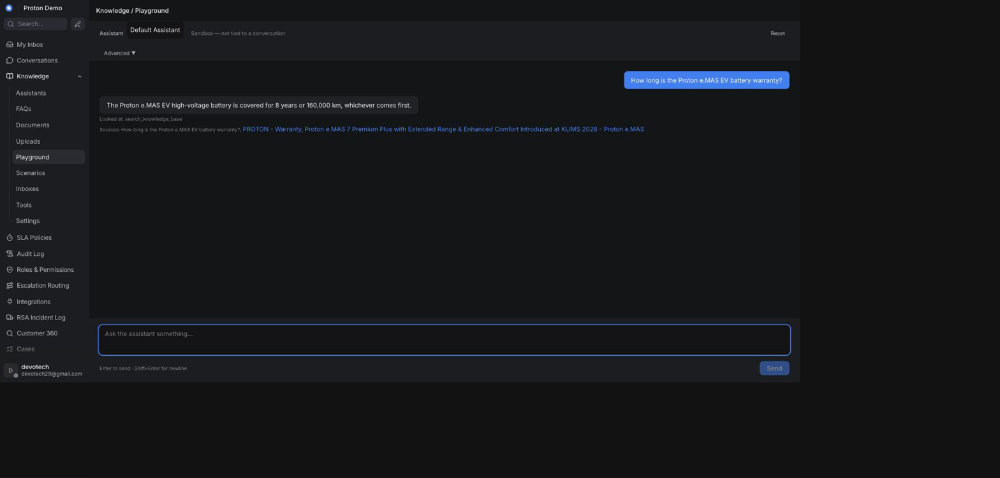 Proton Demo
Search...
My Inbox
Conversations
Knowledge
Assistants
FAQs
Documents
Uploads
Playground
Scenarios
Inboxes
Tools
Settings
SLA Policies
Audit Log
Roles & Permissions
Escalation Routing
Integrations
RSA Incident Log
Customer 360
Cases
D
devotech
devotech29@gmail.com
Knowledge / Playground
Assistant Default Assistant Sandbox — not tied to a conversation Reset
Advanced ▼
How long is the Proton e.MAS EV battery warranty?
The Proton e.MAS EV high-voltage battery is covered for 8 years or 160,000 km, whichever comes first.
Looked at: search_knowledge_base
Sources: How long is the Proton e.MAS EV battery warranty?, PROTON - Warranty, Proton e.MAS 7 Premium Plus with Extended Range & Enhanced Comfort Introduced at KLIMS 2026 - Proton e.MAS
Ask the assistant something...
Enter to send · Shift+Enter for newline
Send